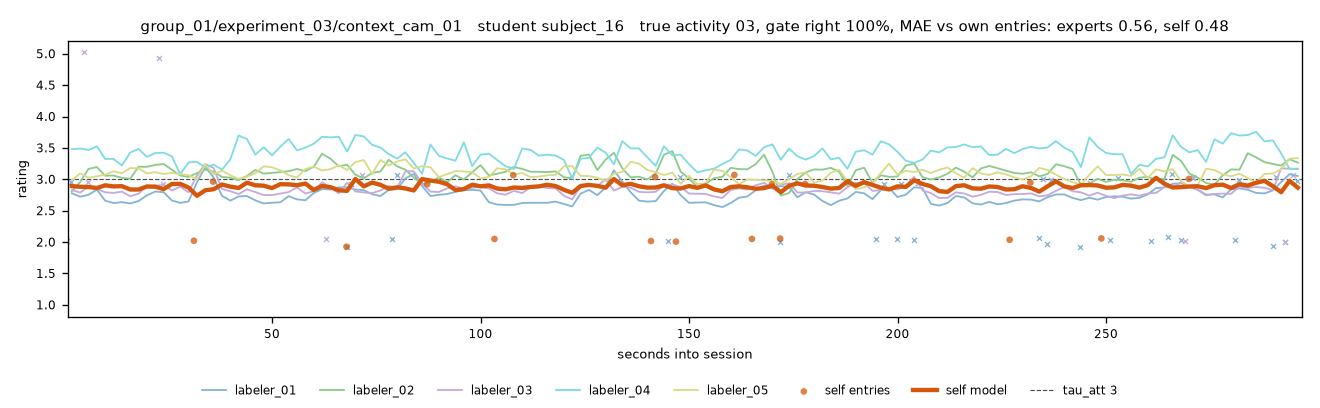 group_01/experiment_03/context_cam_01 student subject_16 true activity 03, gate right 100%, MAE vs own entries: experts 0.56, self 0.48
5.0
4.5
4.0
3.5
3.0
2.5
2.0
1.5
1.0
rating
50 100 150 200 250
seconds into session
labeler_01 labeler_02 labeler_03 labeler_04 labeler_05 self entries self model tau_att 3